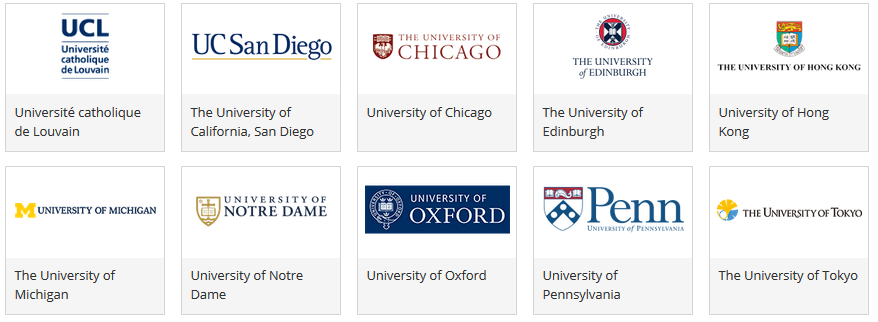 UCL
Université
catholique
de Louvain
Université catholique
de Louvain
UC San Diego
The University of
California, San Diego
THE UNIVERSITY OF
CHICAGO
University of Chicago
THE UNIVERSITY
of EDINBURGH
The University of
Edinburgh
THE UNIVERSITY OF HONG KONG
University of Hong
Kong
M UNIVERSITY OF MICHIGAN
The University of
Michigan
UNIVERSITY OF
NOTRE DAME
University of Notre
Dame
UNIVERSITY OF
OXFORD
University of Oxford
Penn
UNIVERSITY of PENNSYLVANIA
University of
Pennsylvania
THE UNIVERSITY OF TOKYO
The University of Tokyo